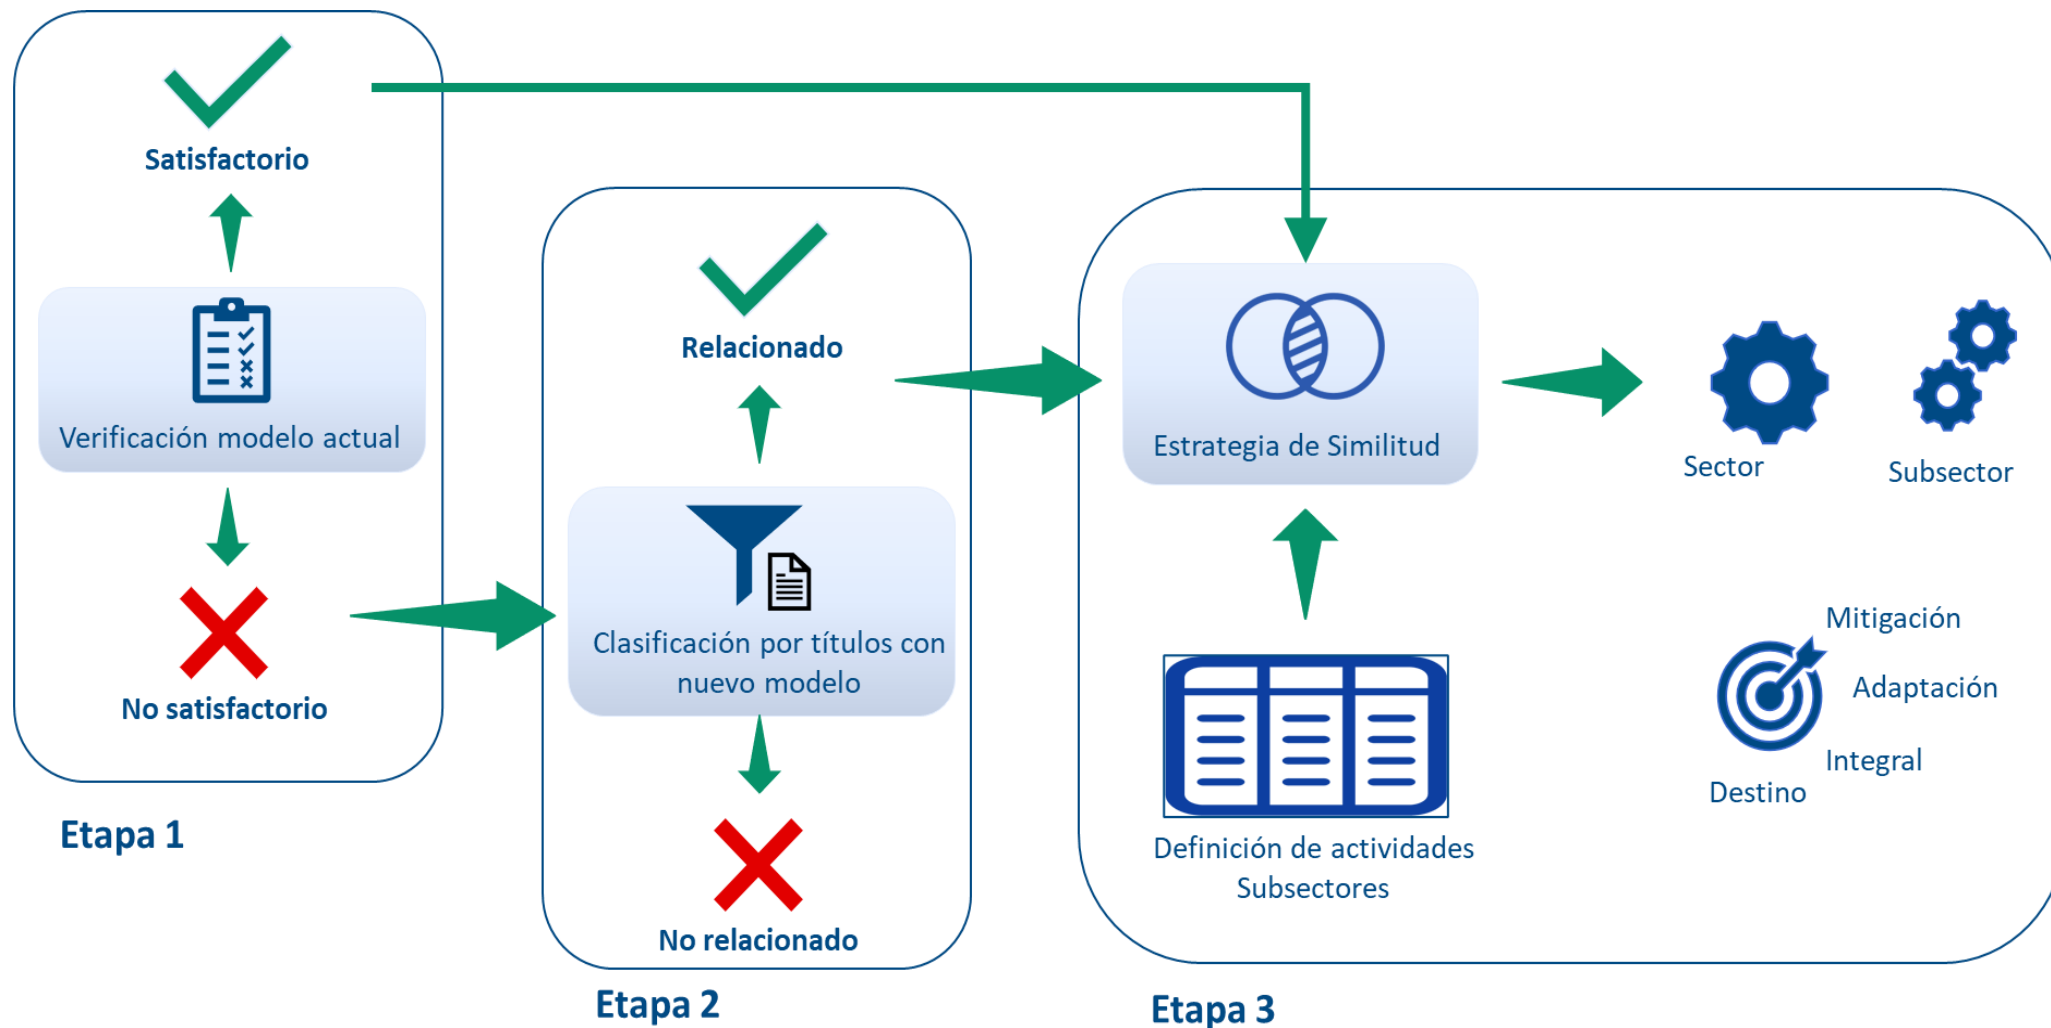 Satisfactorio
Verificación modelo actual
No satisfactorio
Etapa 1
Relacionado
Clasificación por títulos con
nuevo modelo
No relacionado
Etapa 2
Estrategia de Similitud
Definición de actividades
Subsectores
Sector
Subsector
Mitigación
Adaptación
Integral
Destino
Etapa 3